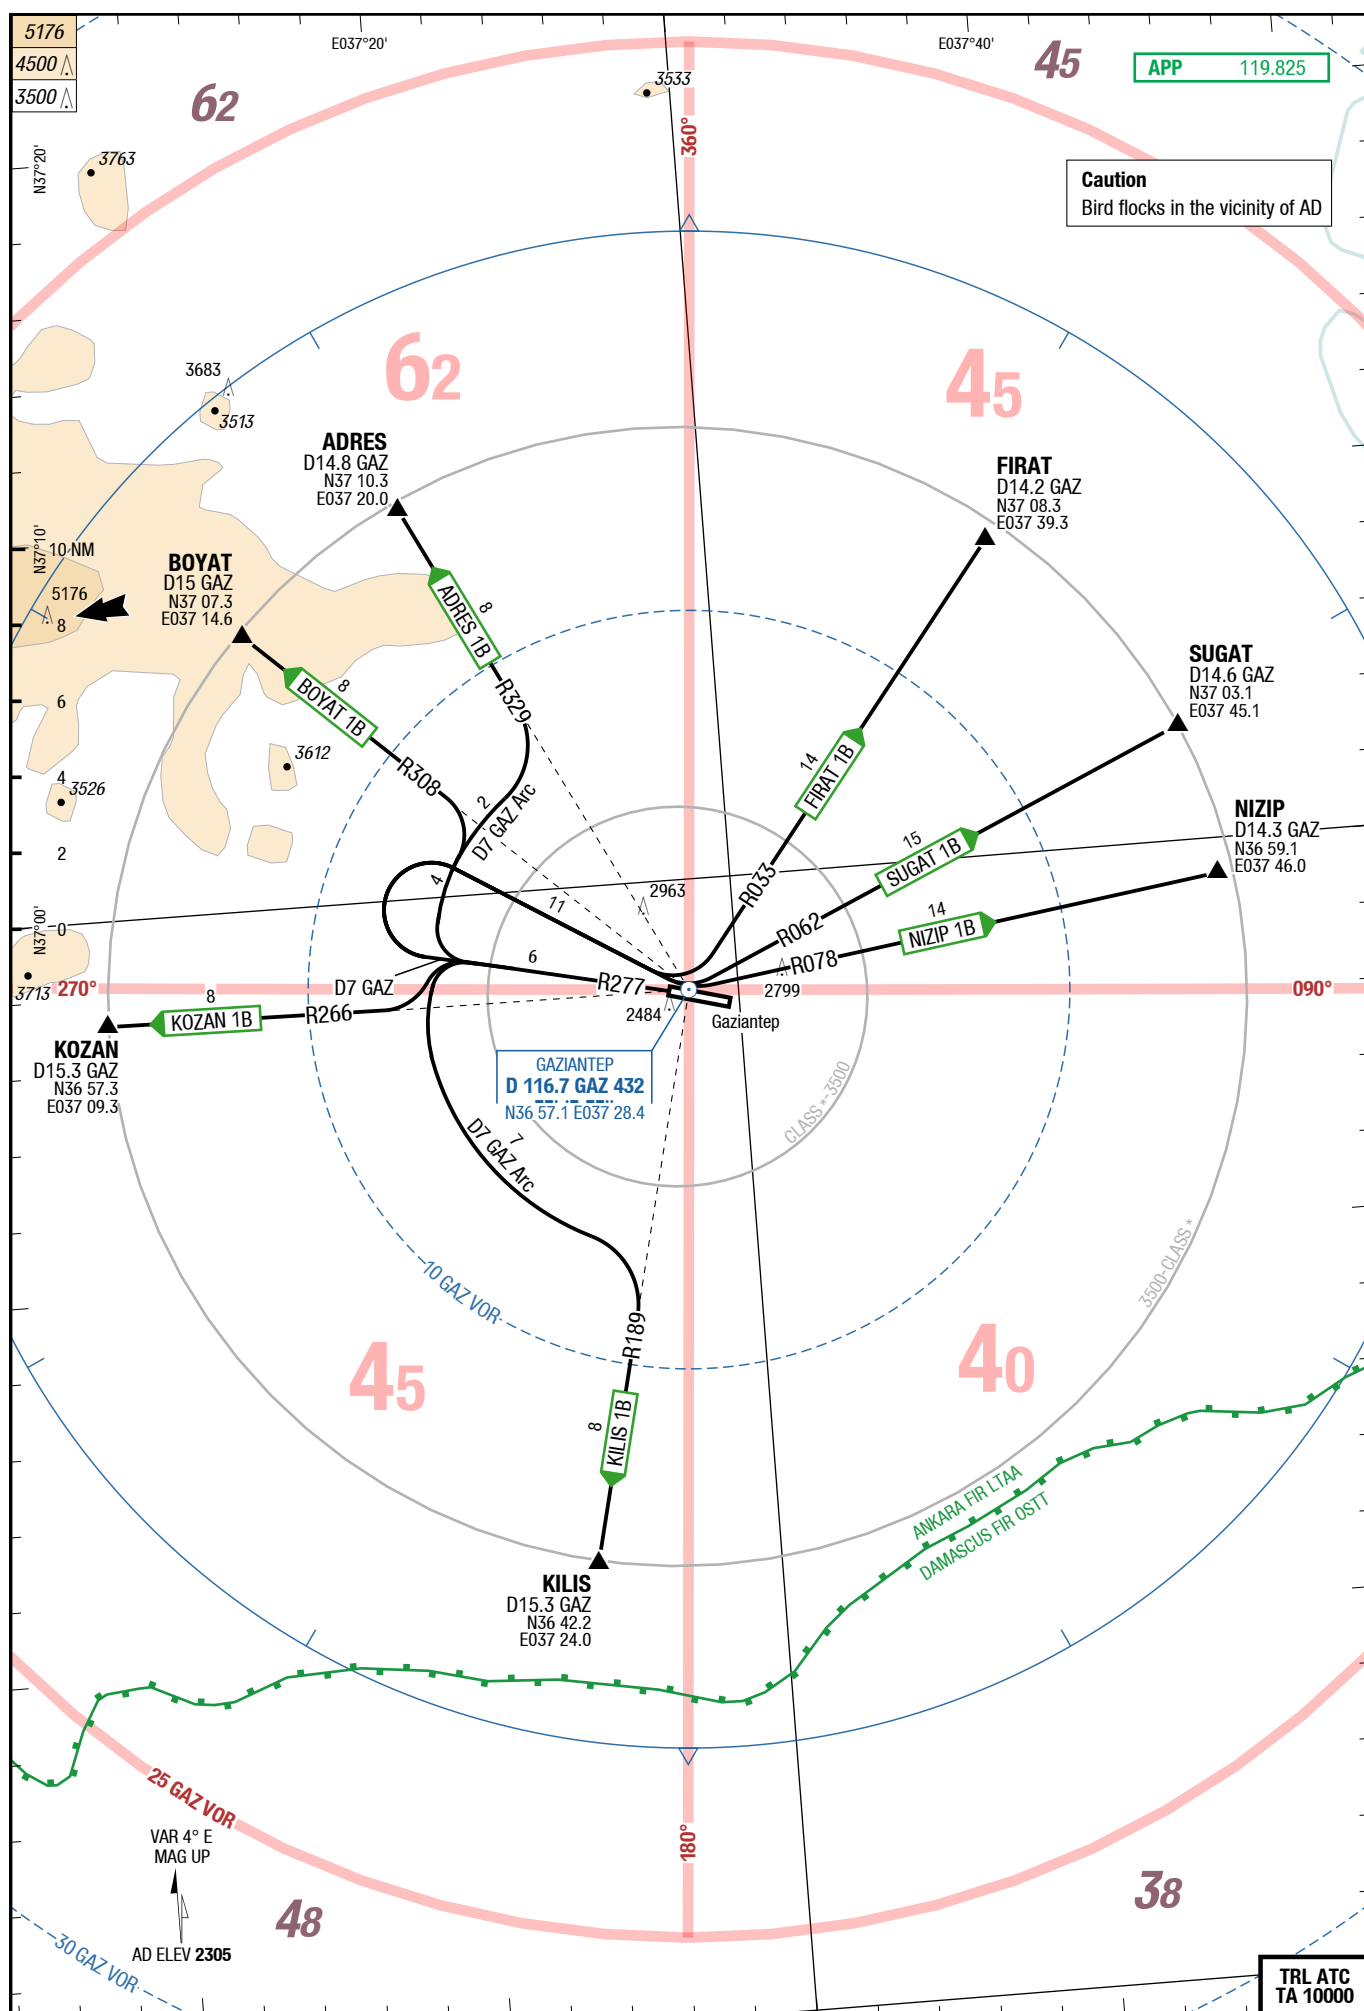 5176
4500
3500
E037°20'
E037°40'
62
45
APP 119.825
3533
360°
N37°20'
3763
Caution
Bird flocks in the vicinity of AD
62
45
3683
3513
ADRES
D14.8 GAZ
N37 10.3
E037 20.0
FIRAT
D14.2 GAZ
N37 08.3
E037 39.3
N37°10'
10 NM
8
6
4
2
0
5176
BOYAT
D15 GAZ
N37 07.3
E037 14.6
8
ADRES 1B
R329
8
BOYAT 1B
R308
SUGAT
D14.6 GAZ
N37 03.1
E037 45.1
3612
3526
2
D7 GAZ Arc
14
FIRAT 1B
R033
NIZIP
D14.3 GAZ
N36 59.1
E037 46.0
15
SUGAT 1B
R062
4
11
2963
14
NIZIP 1B
R078
N37°00'
3713
270°
6
R277
D7 GAZ
2799
090°
8
KOZAN 1B
R266
2484
Gaziantep
KOZAN
D15.3 GAZ
N36 57.3
E037 09.3
GAZIANTEP
D 116.7 GAZ 432
N36 57.1 E037 28.4
CLASS *-3500
7
D7 GAZ Arc
10 GAZ VOR
3500-CLASS *
R189
45
40
8
KILIS 1B
ANKARA FIR LTAA
DAMASCUS FIR OSTT
KILIS
D15.3 GAZ
N36 42.2
E037 24.0
25 GAZ VOR
180°
VAR 4° E
MAG UP
48
38
AD ELEV 2305
30 GAZ VOR
TRL ATC
TA 10000